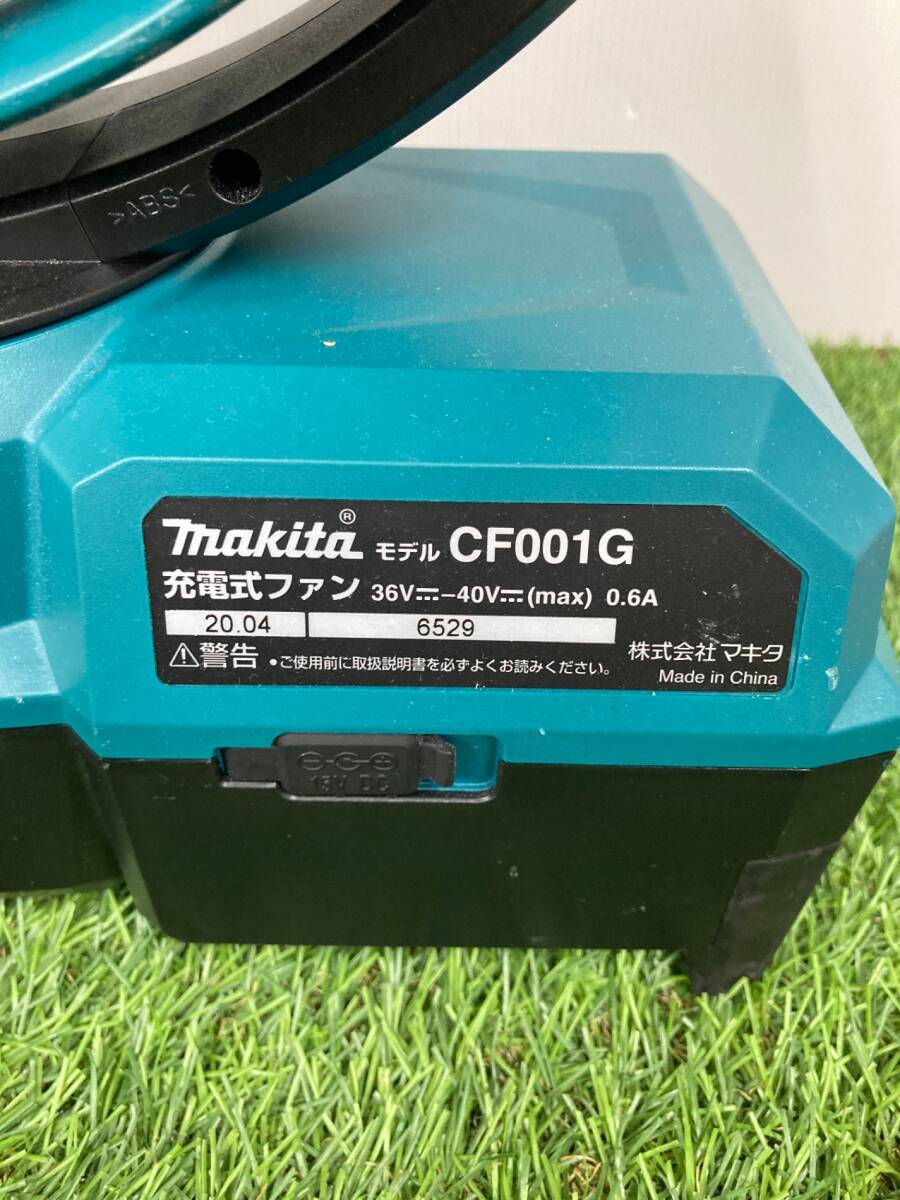 >ABS<
makita® モデル CF001G
充電式ファン 36V⎓-40V⎓(max) 0.6A
20.04 6529
⚠警告 •ご使用前に取扱説明書を必ずよくお読みください。
株式会社マキタ
Made in China
⊖-C-⊕